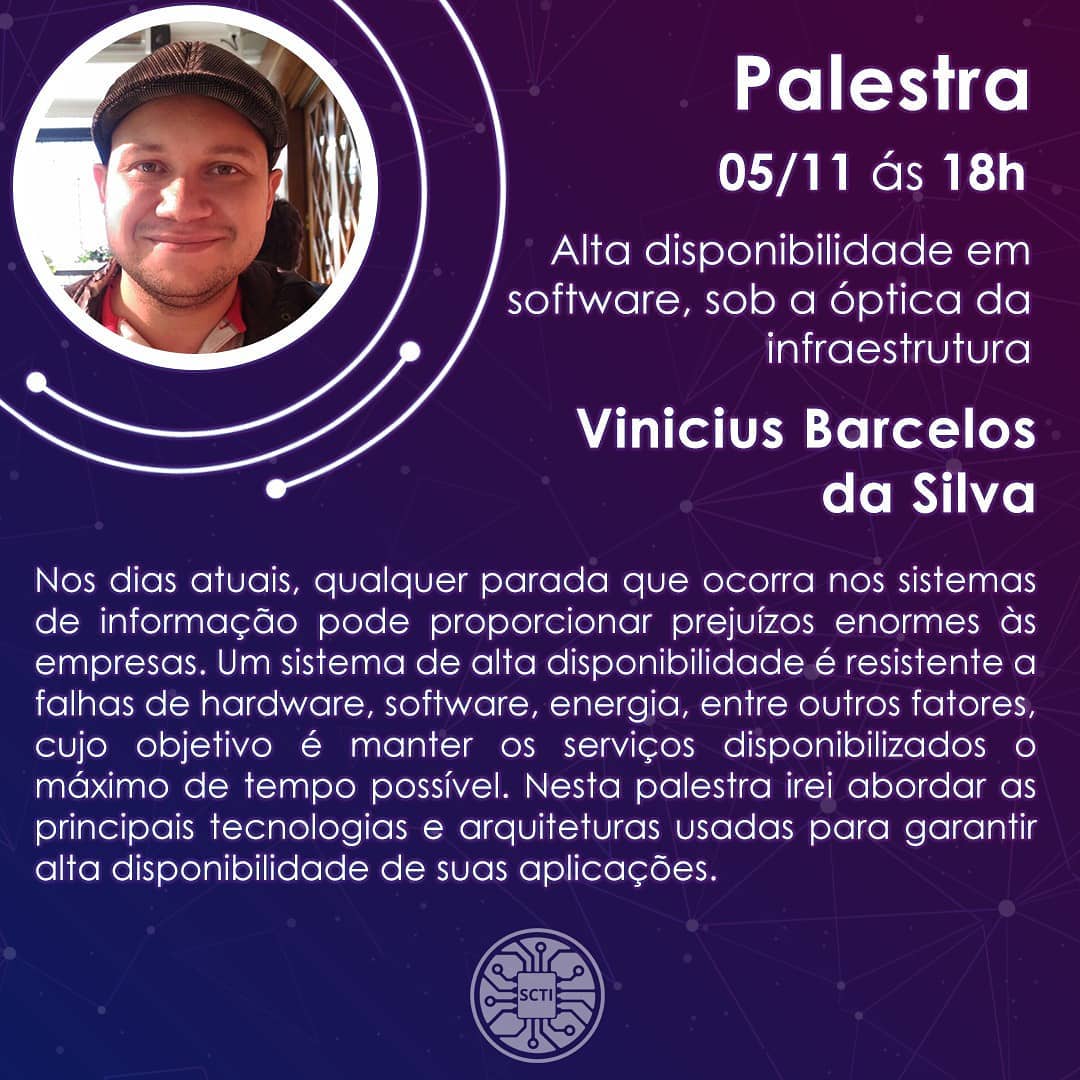 Palestra
05/11 ás 18h
Alta disponibilidade em
software, sob a óptica da
infraestrutura
Vinicius Barcelos
da Silva
Nos dias atuais, qualquer parada que ocorra nos sistemas
de informação pode proporcionar prejuízos enormes às
empresas. Um sistema de alta disponibilidade é resistente a
falhas de hardware, software, energia, entre outros fatores,
cujo objetivo é manter os serviços disponibilizados o
máximo de tempo possível. Nesta palestra irei abordar as
principais tecnologias e arquiteturas usadas para garantir
alta disponibilidade de suas aplicações.
SCTI